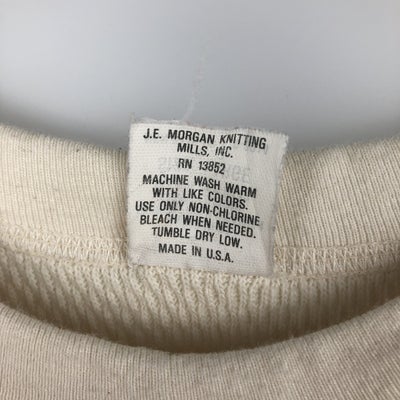 J.E. MORGAN KNITTING
MILLS, INC.
RN 13852
MACHINE WASH WARM
WITH LIKE COLORS.
USE ONLY NON-CHLORINE
BLEACH WHEN NEEDED.
TUMBLE DRY LOW.
MADE IN U.S.A.